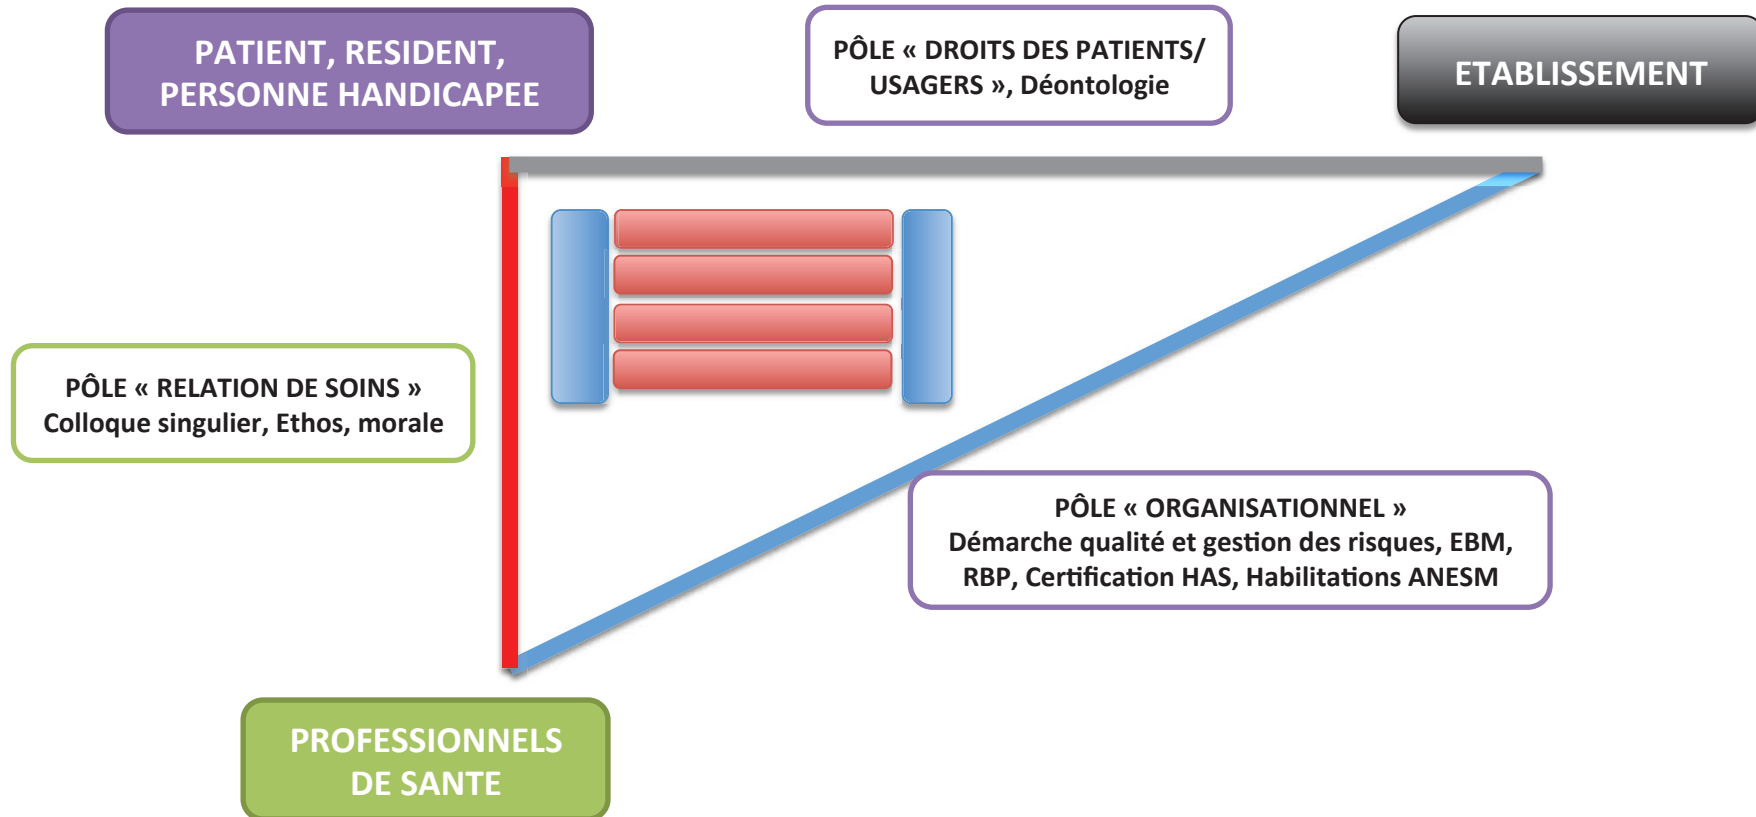 PATIENT, RESIDENT,
PERSONNE HANDICAPEE
PÔLE « DROITS DES PATIENTS/
USAGERS », Déontologie
ETABLISSEMENT
PÔLE « RELATION DE SOINS »
Colloque singulier, Ethos, morale
PÔLE « ORGANISATIONNEL »
Démarche qualité et gestion des risques, EBM,
RBP, Certification HAS, Habilitations ANESM
PROFESSIONNELS
DE SANTE